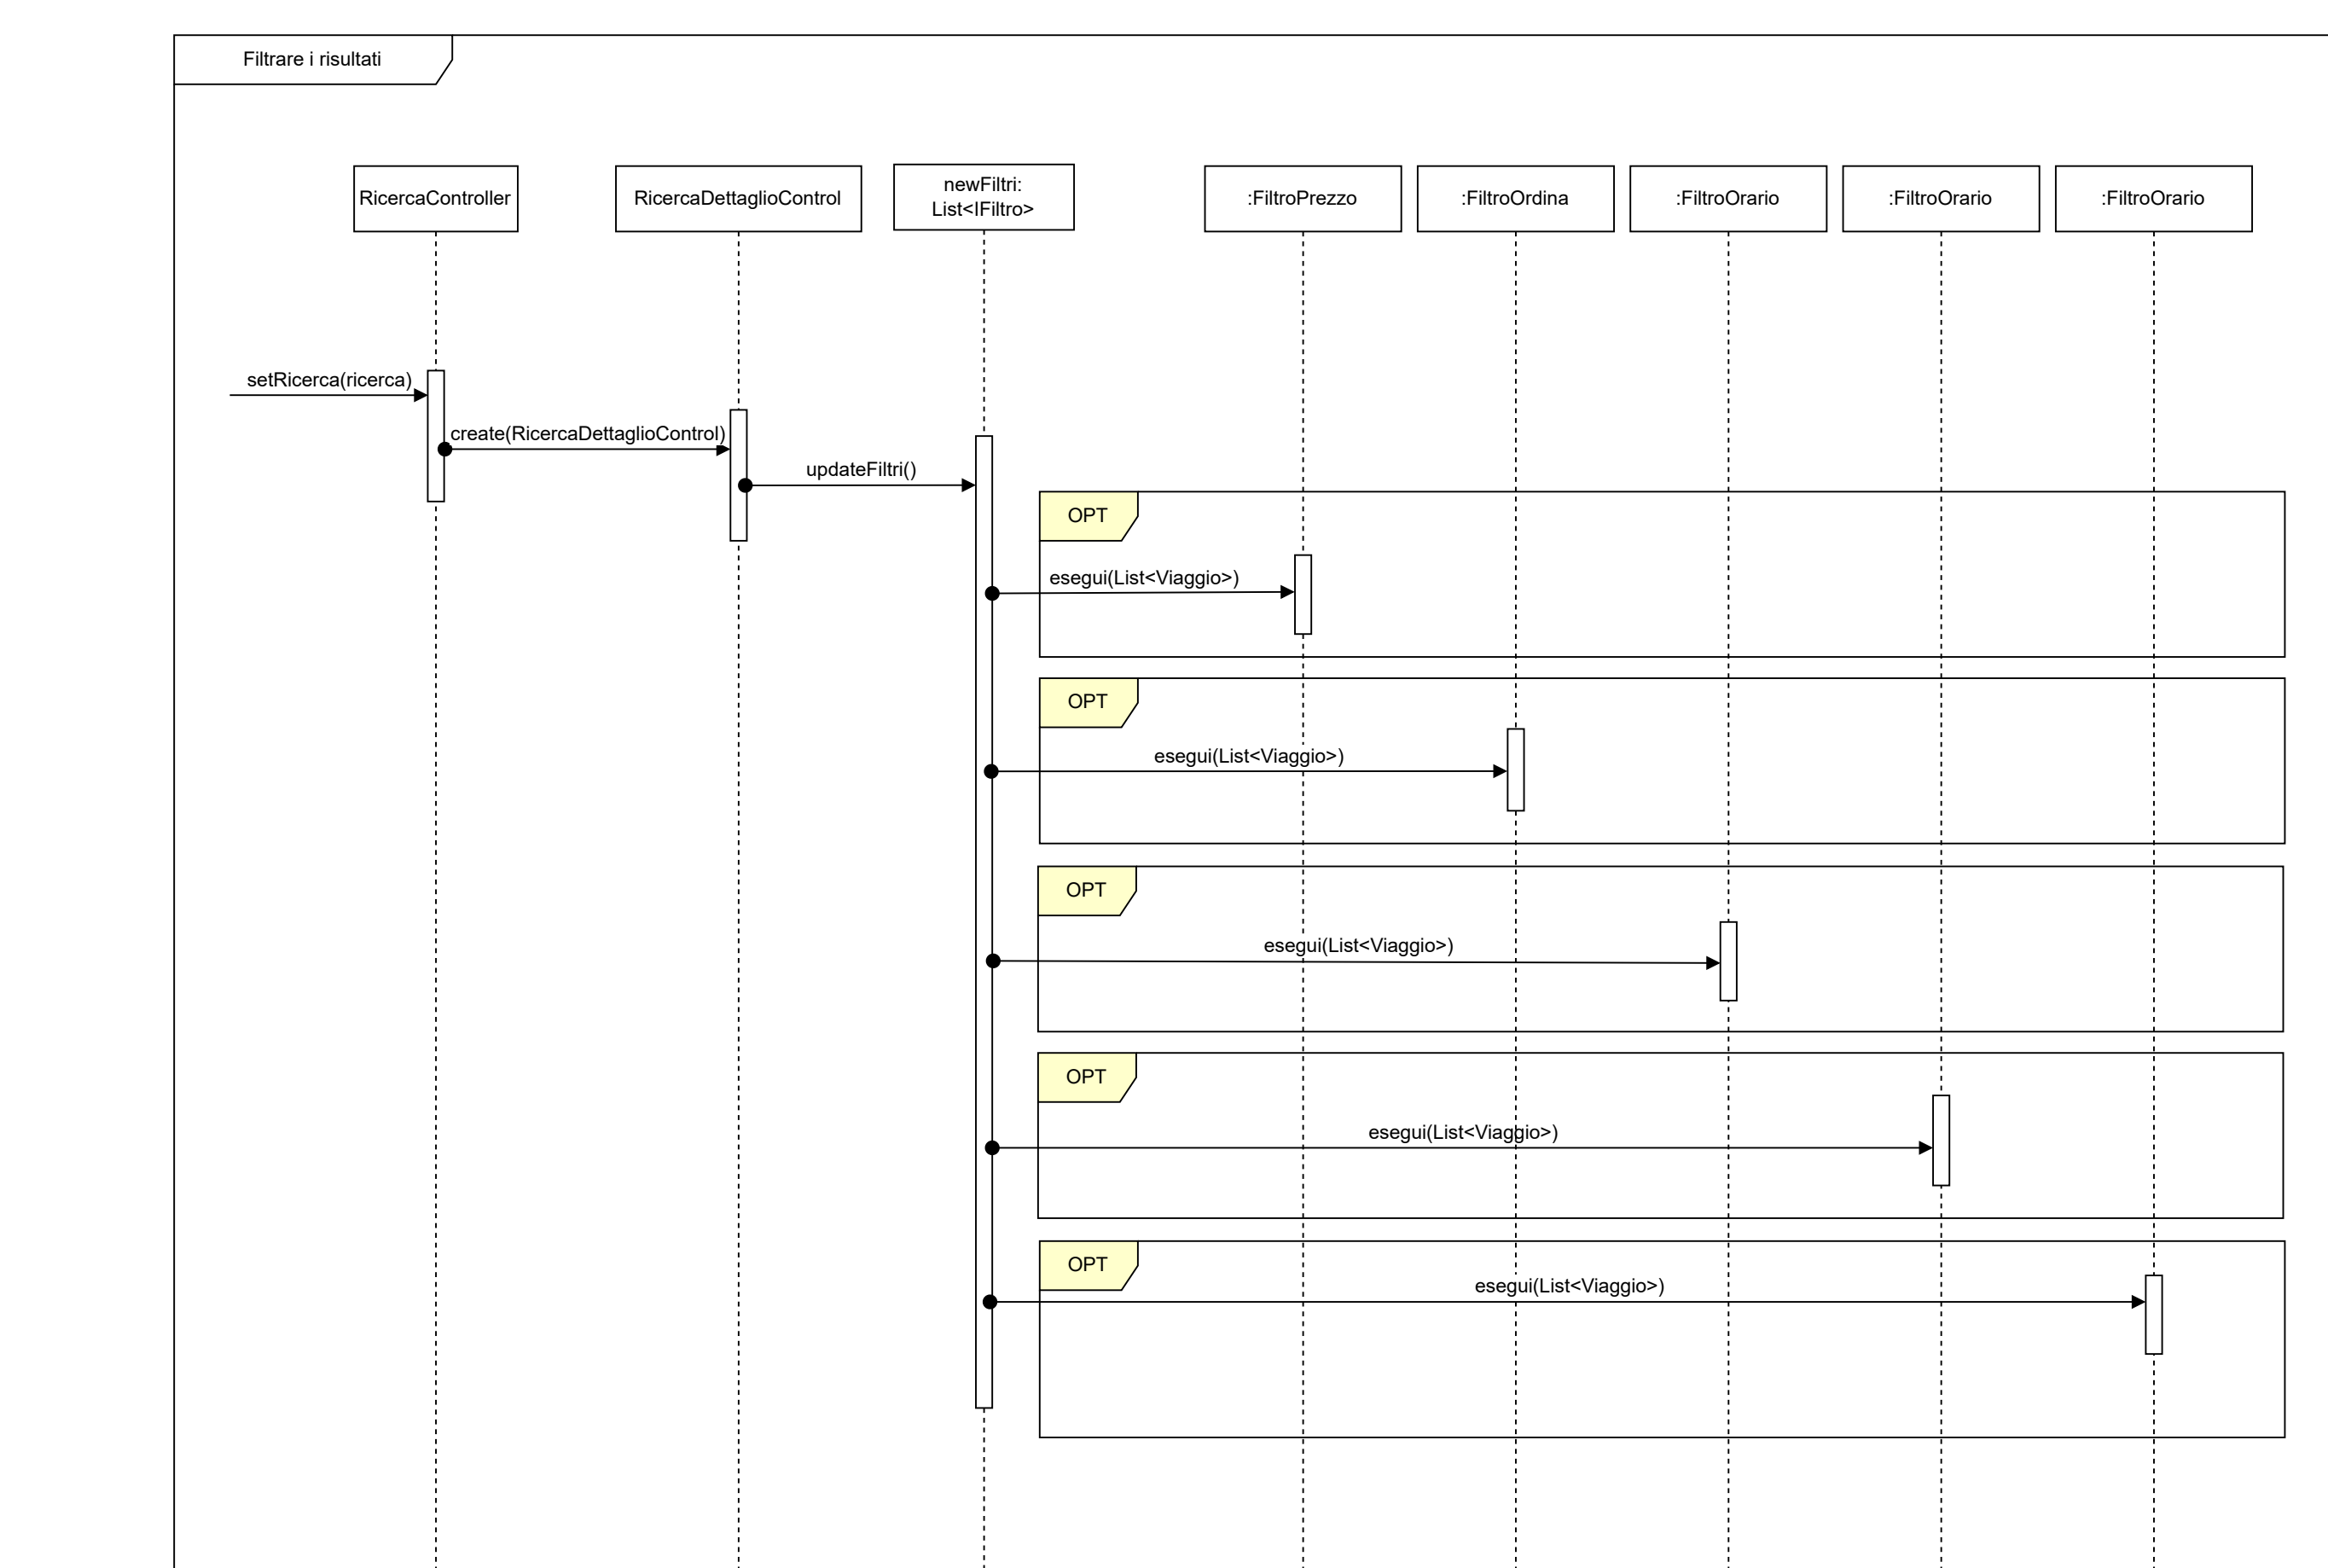 Filtrare i risultati
RicercaController
RicercaDettaglioControl
newFiltri:
List<IFiltro>
:FiltroPrezzo
:FiltroOrdina
:FiltroOrario
:FiltroOrario
:FiltroOrario
setRicerca(ricerca)
create(RicercaDettaglioControl)
updateFiltri()
OPT
esegui(List<Viaggio>)
OPT
esegui(List<Viaggio>)
OPT
esegui(List<Viaggio>)
OPT
esegui(List<Viaggio>)
OPT
esegui(List<Viaggio>)